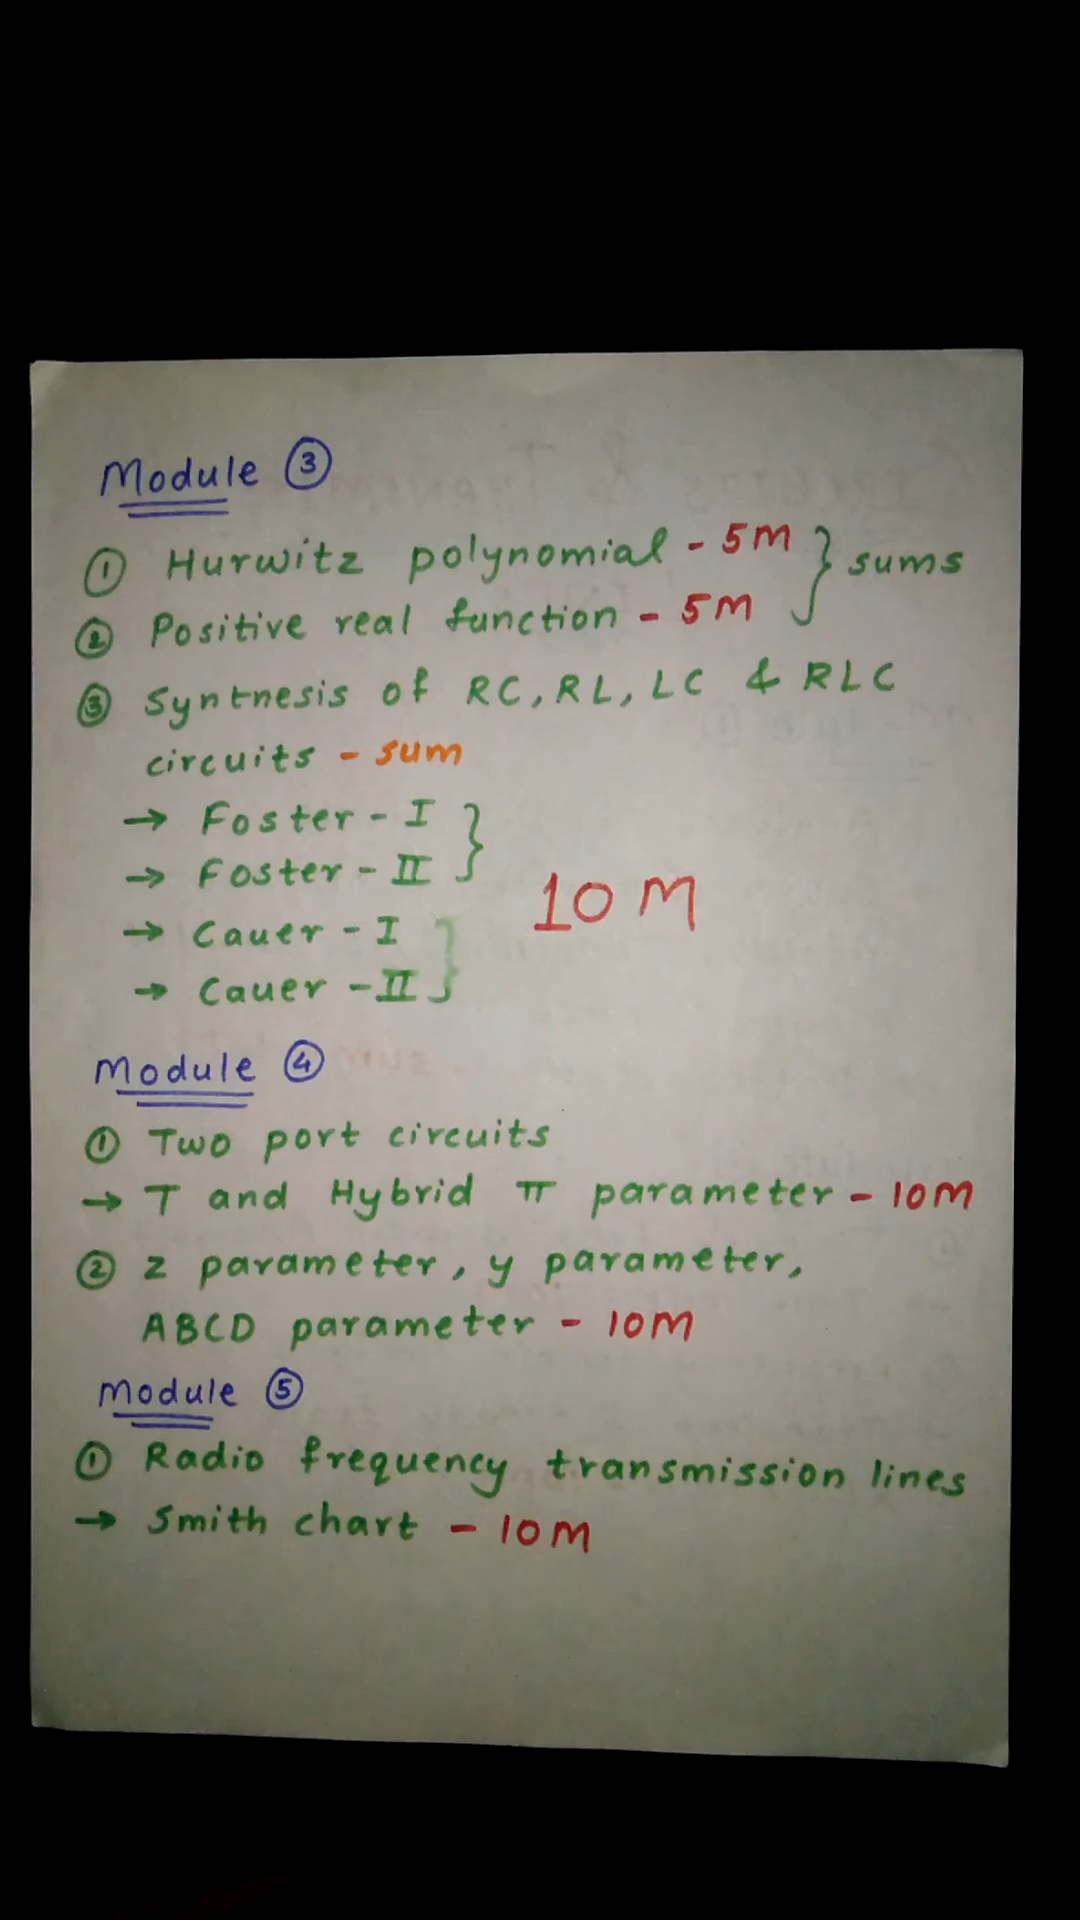 Module ③
① Hurwitz polynomial - 5M } sums
② Positive real function - 5M
③ Syntnesis of RC, RL, LC & RLC
circuits - sum
→ Foster - I }
→ Foster - II
10 M
→ Cauer - I }
→ Cauer - II
Module ④
① Two port circuits
→ T and Hybrid π parameter - 10M
② z parameter, y parameter,
ABCD parameter - 10M
Module ⑤
① Radio frequency transmission lines
→ Smith chart - 10M